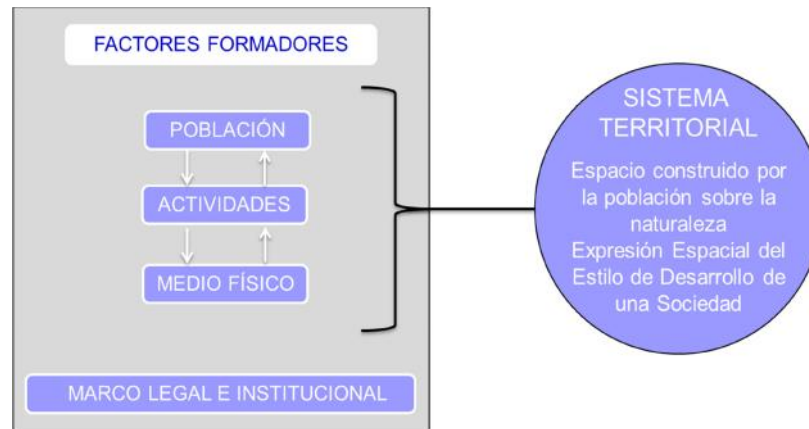 FACTORES FORMADORES
POBLACIÓN
ACTIVIDADES
MEDIO FÍSICO
MARCO LEGAL E INSTITUCIONAL
SISTEMA
TERRITORIAL
Espacio construido por
la población sobre la
naturaleza
Expresión Espacial del
Estilo de Desarrollo de
una Sociedad